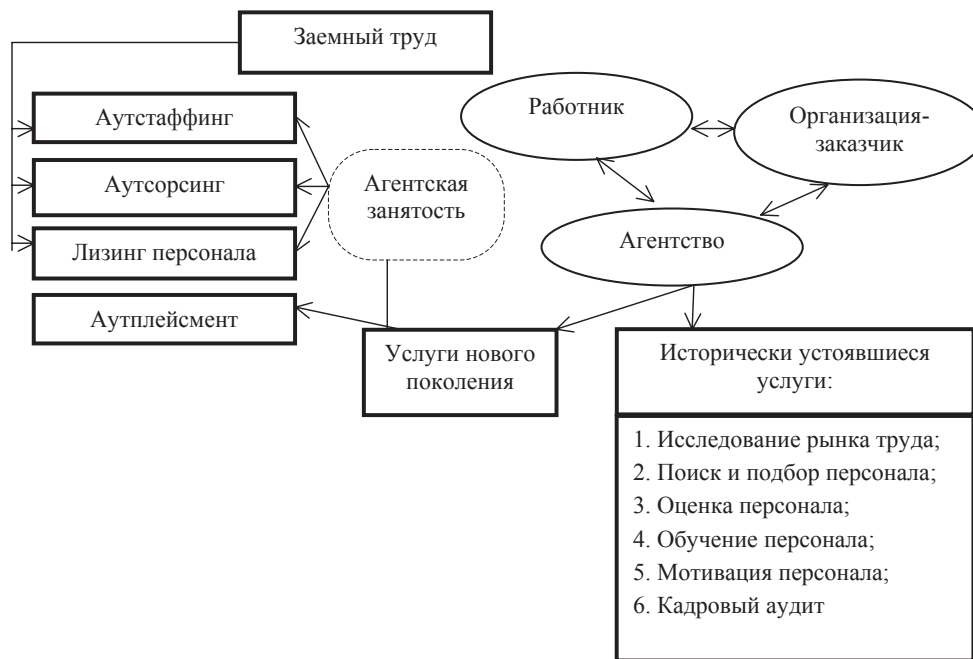 Заемный труд
Аутстаффинг
Аутсорсинг
Лизинг персонала
Аутплейсмент
Агентская
занятость
Работник
Организация-
заказчик
Агентство
Услуги нового
поколения
Исторически устоявшиеся
услуги:
1. Исследование рынка труда;
2. Поиск и подбор персонала;
3. Оценка персонала;
4. Обучение персонала;
5. Мотивация персонала;
6. Кадровый аудит